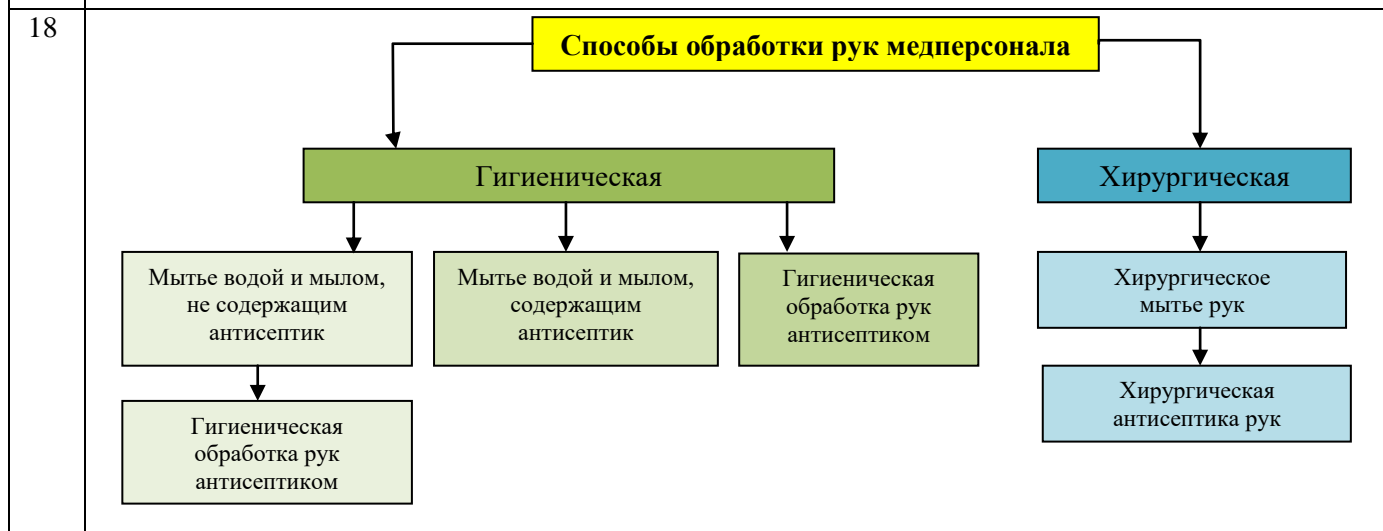 18
Способы обработки рук медперсонала
Гигиеническая
Хирургическая
Мытье водой и мылом,
не содержащим
антисептик
Мытье водой и мылом,
содержащим
антисептик
Гигиеническая
обработка рук
антисептиком
Хирургическое
мытье рук
Гигиеническая
обработка рук
антисептиком
Хирургическая
антисептика рук